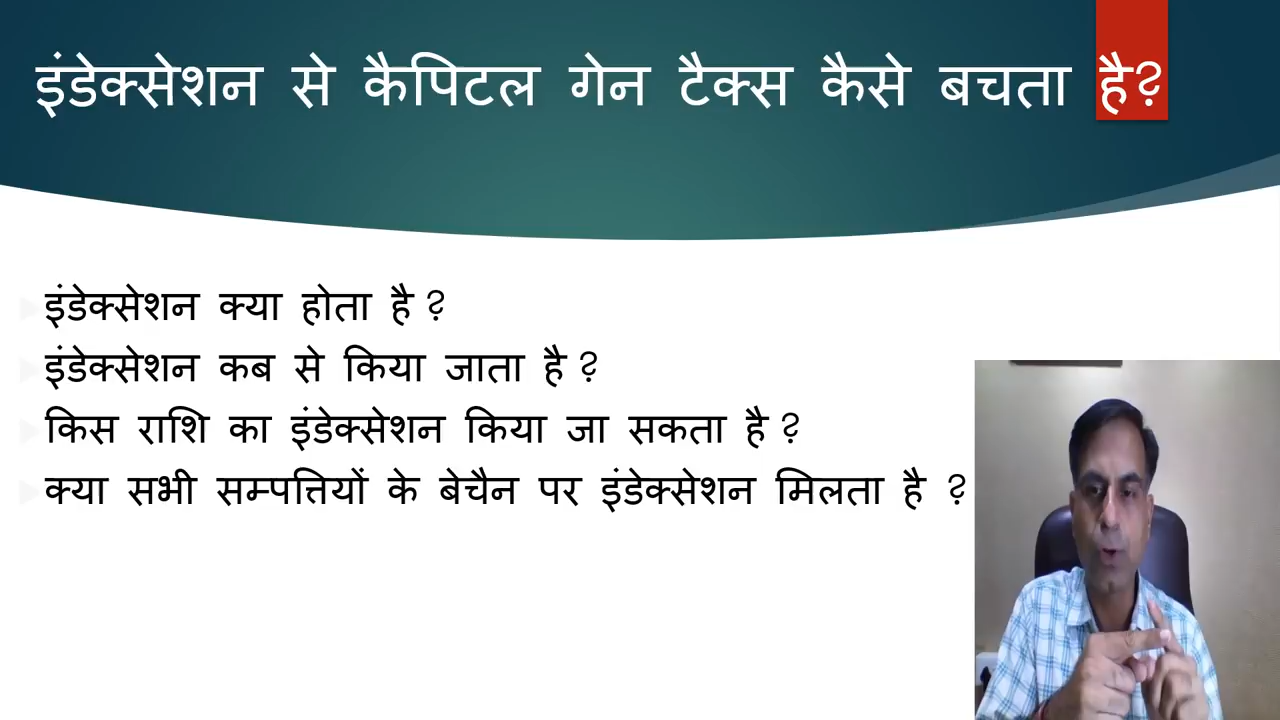 इंडेक्सेशन से कैपिटल गेन टैक्स कैसे बचता है?
इंडेक्सेशन क्या होता है ?
इंडेक्सेशन कब से किया जाता है ?
किस राशि का इंडेक्सेशन किया जा सकता है ?
क्या सभी सम्पत्तियों के बेचैन पर इंडेक्सेशन मिलता है ?